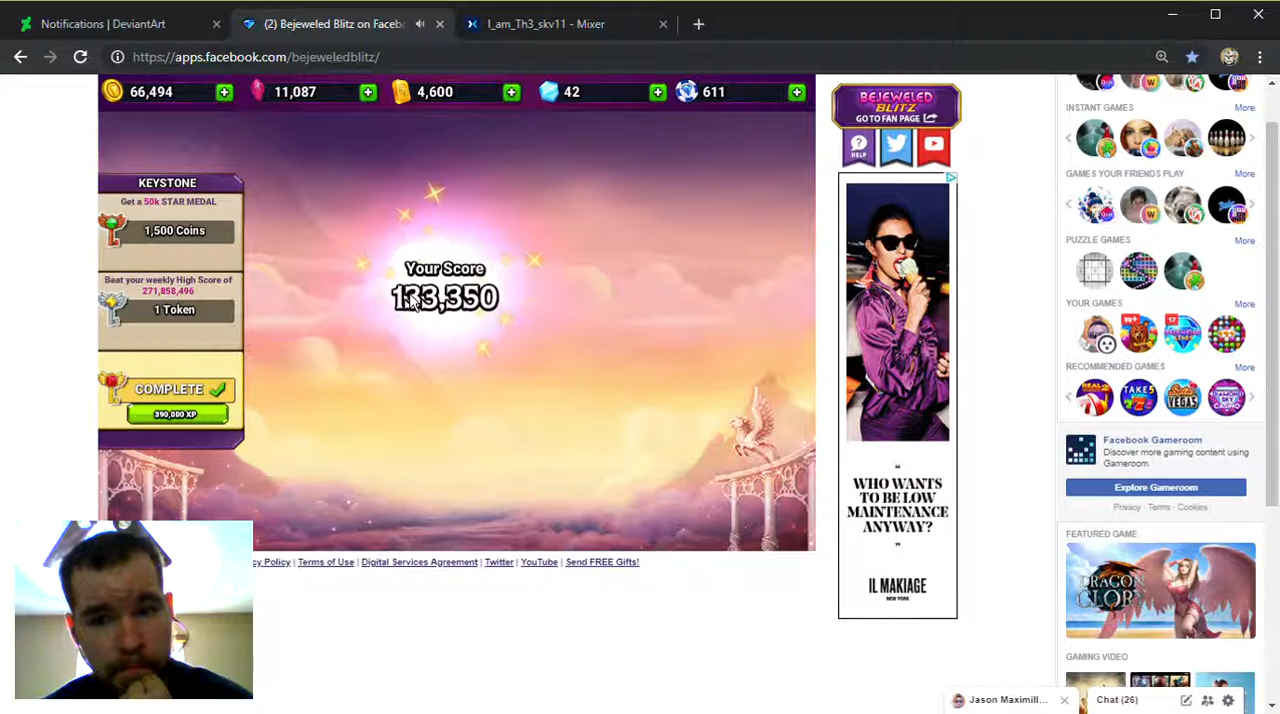 Notifications | DeviantArt
(2) Bejeweled Blitz on Facebo
I_am_Th3_skv11 - Mixer
https://apps.facebook.com/bejeweledblitz/
66,494
11,087
4,600
42
611
BEJEWELED
BLITZ
GO TO FAN PAGE
HELP
KEYSTONE
Get a 50k STAR MEDAL
1,500 Coins
Beat your weekly High Score of
271,858,496
1 Token
COMPLETE
390,000 XP
Your Score
133,350
cy Policy | Terms of Use | Digital Services Agreement | Twitter | YouTube | Send FREE Gifts!
"
WHO WANTS
TO BE LOW
MAINTENANCE
ANYWAY?
"
IL MAKIAGE
NEW YORK
INSTANT GAMES
More
GAMES YOUR FRIENDS PLAY
More
PUZZLE GAMES
More
YOUR GAMES
More
99+
17
RECOMMENDED GAMES
More
Facebook Gameroom
Discover more gaming content using
Gameroom.
Explore Gameroom
Privacy · Terms · Cookies
FEATURED GAME
DRAGON
GLORY
GAMING VIDEO
Jason Maximill...
Chat (26)